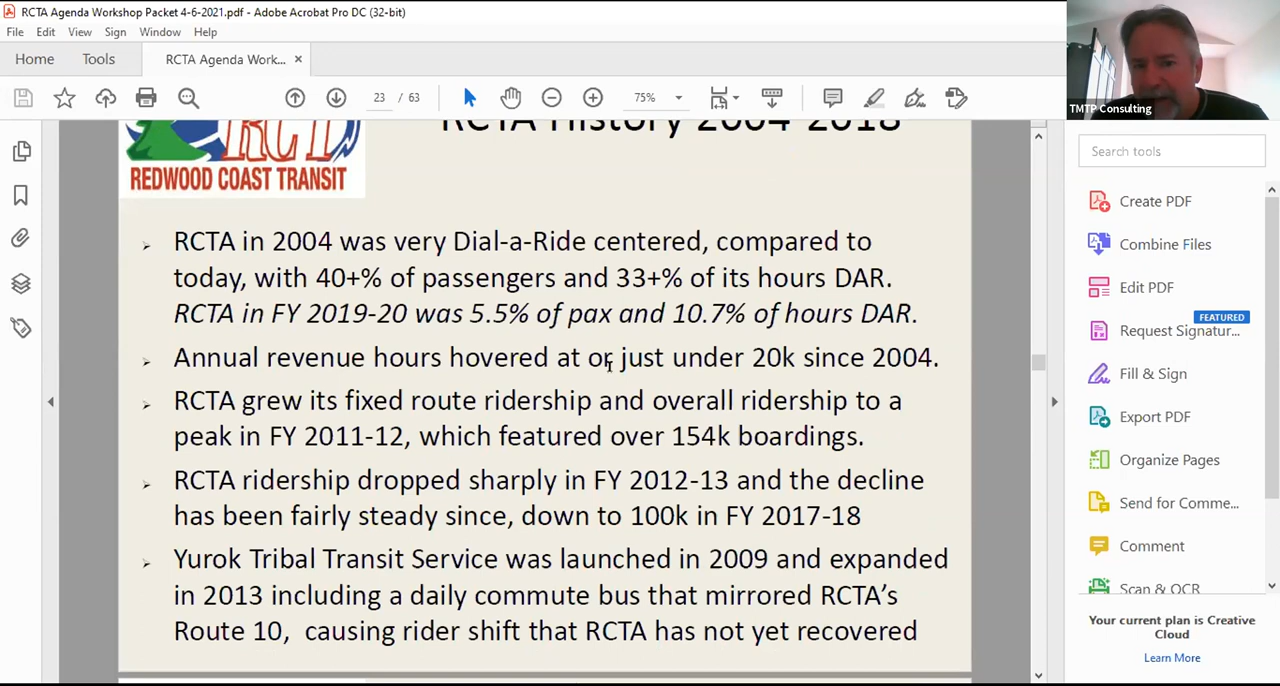 RCTA Agenda Workshop Packet 4-6-2021.pdf - Adobe Acrobat Pro DC (32-bit)
File Edit View Sign Window Help
Home Tools RCTA Agenda Work... ×
23 / 63 75%
TMTP Consulting
RCTA History 2004-2018
RCT
REDWOOD COAST TRANSIT
RCTA in 2004 was very Dial-a-Ride centered, compared to
today, with 40+% of passengers and 33+% of its hours DAR.
RCTA in FY 2019-20 was 5.5% of pax and 10.7% of hours DAR.
Annual revenue hours hovered at or just under 20k since 2004.
RCTA grew its fixed route ridership and overall ridership to a
peak in FY 2011-12, which featured over 154k boardings.
RCTA ridership dropped sharply in FY 2012-13 and the decline
has been fairly steady since, down to 100k in FY 2017-18
Yurok Tribal Transit Service was launched in 2009 and expanded
in 2013 including a daily commute bus that mirrored RCTA's
Route 10, causing rider shift that RCTA has not yet recovered
Search tools
Create PDF
Combine Files
Edit PDF
FEATURED
Request Signatur...
Fill & Sign
Export PDF
Organize Pages
Send for Comme...
Comment
Scan & OCR
Your current plan is Creative
Cloud
Learn More